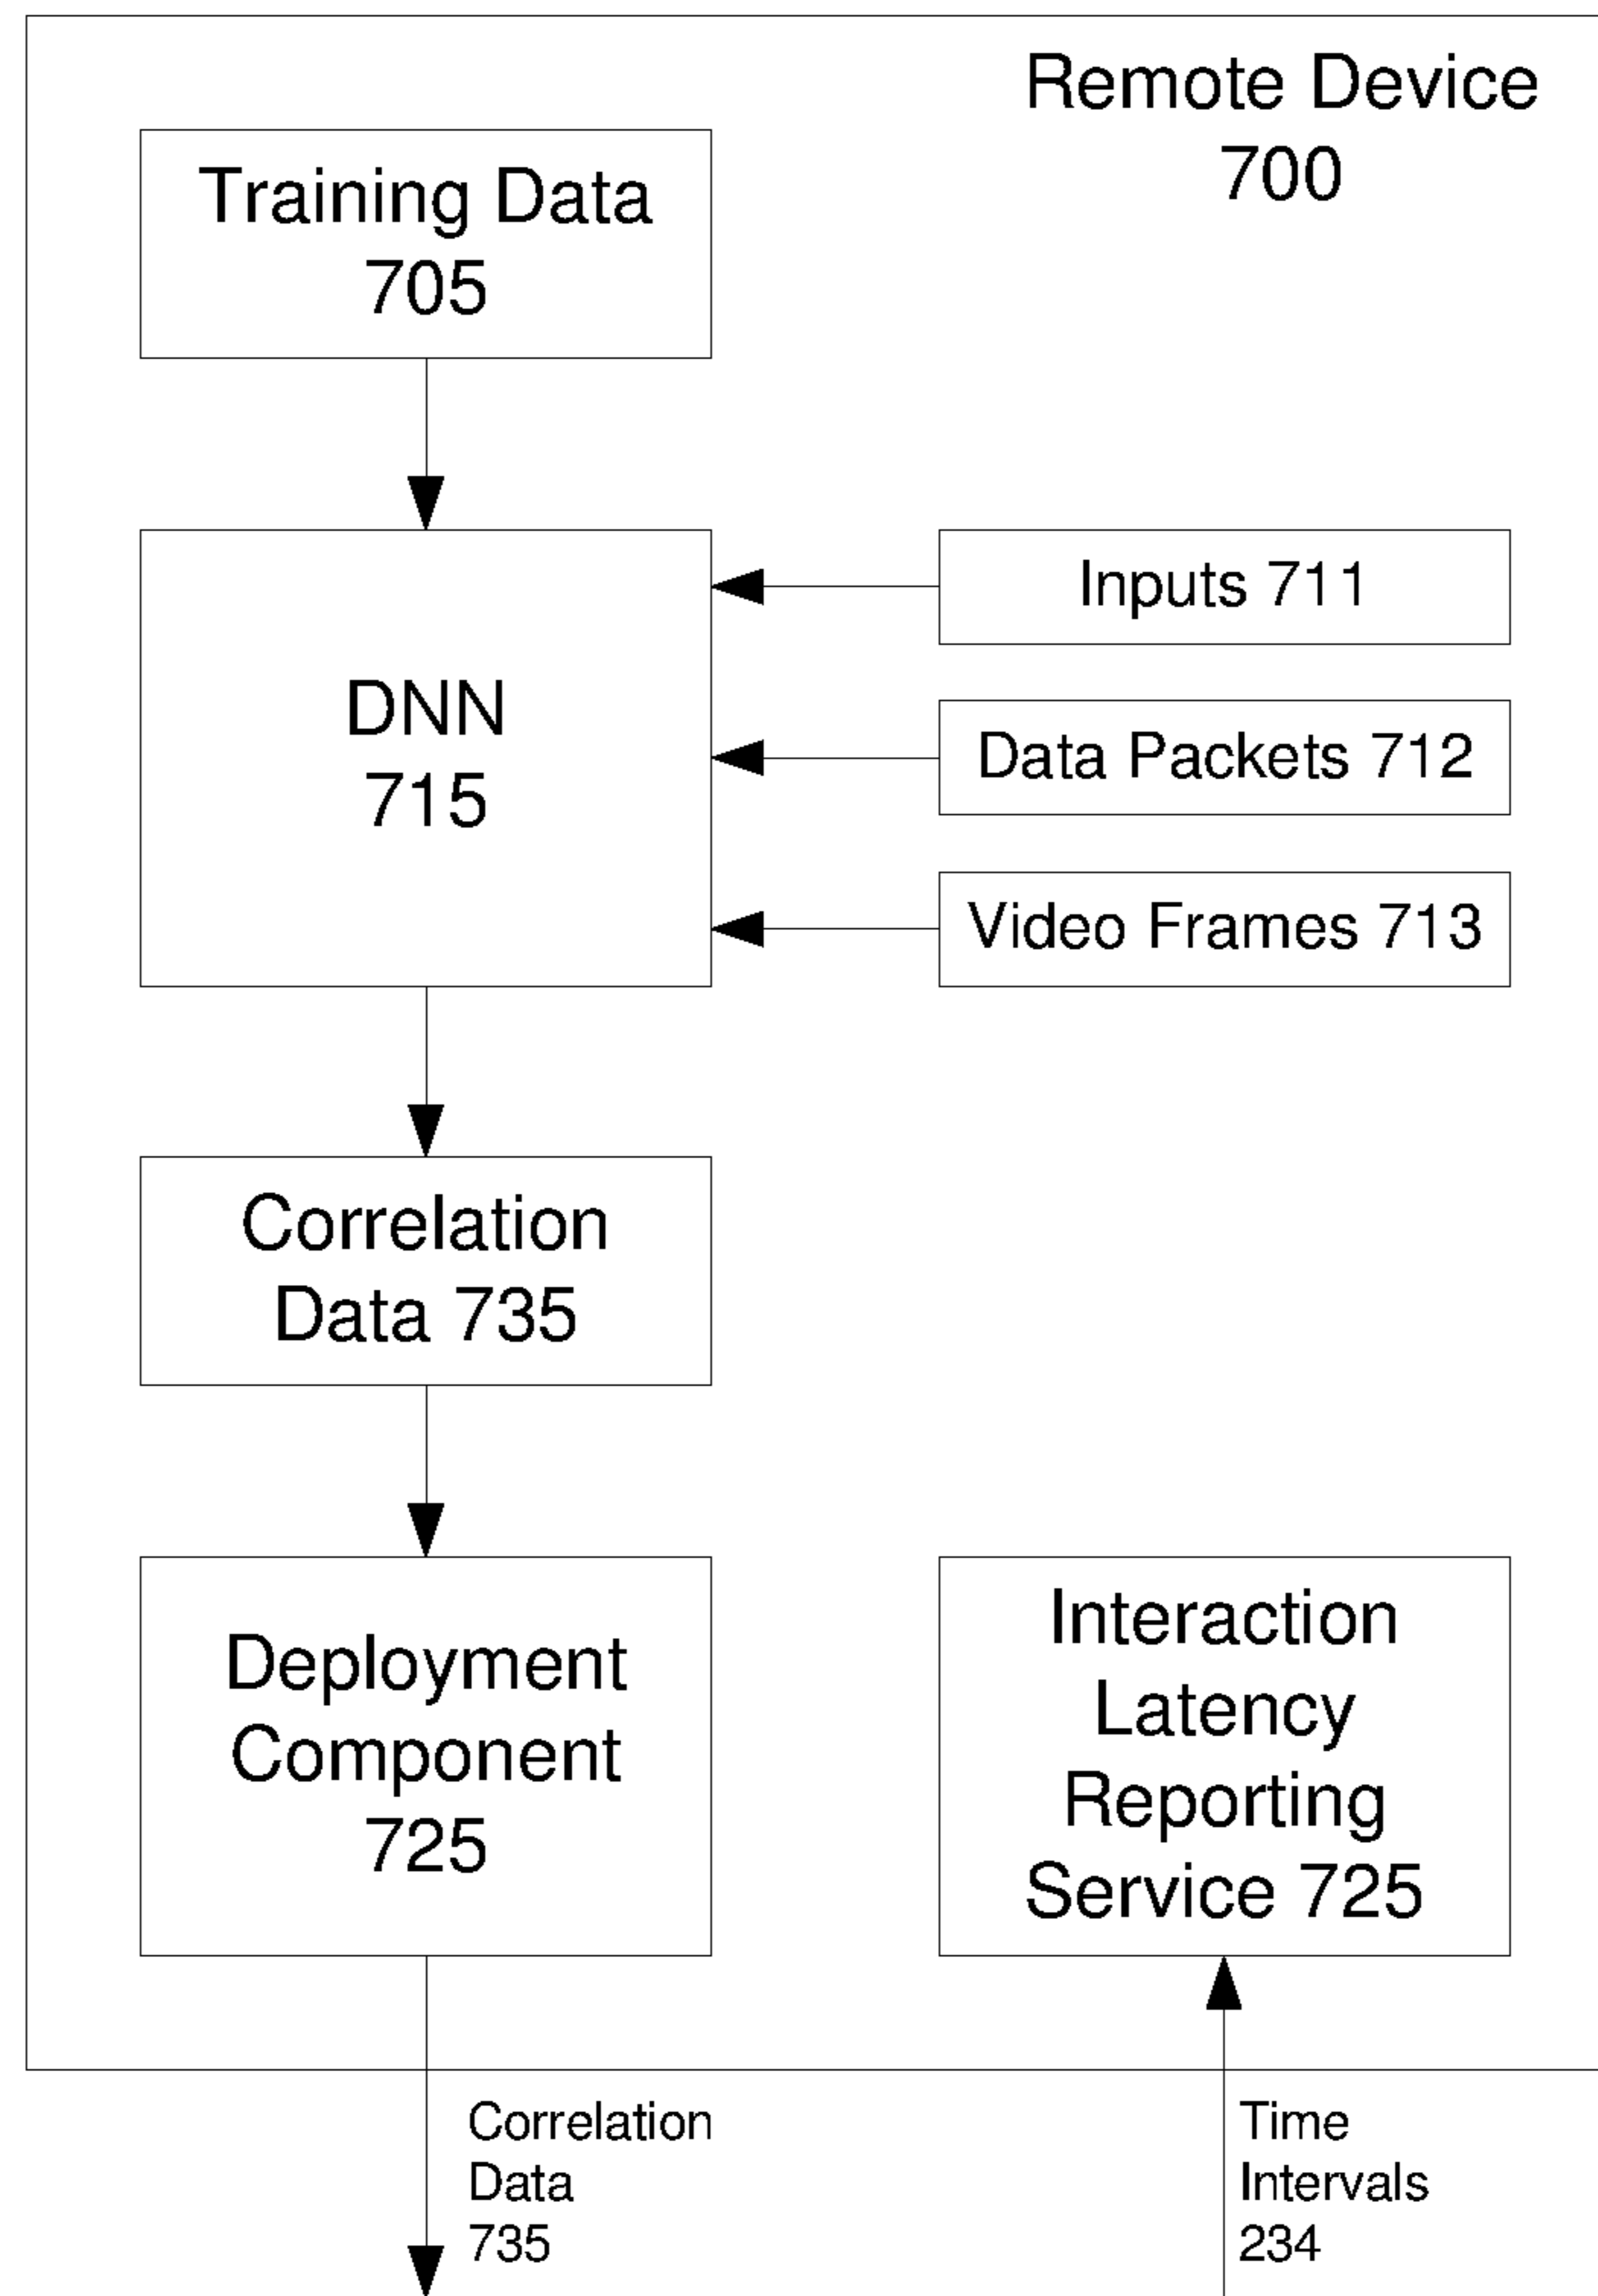 Remote Device
700
Training Data
705
DNN
715
Inputs 711
Data Packets 712
Video Frames 713
Correlation
Data 735
Deployment
Component
725
Interaction
Latency
Reporting
Service 725
Correlation
Data
735
Time
Intervals
234